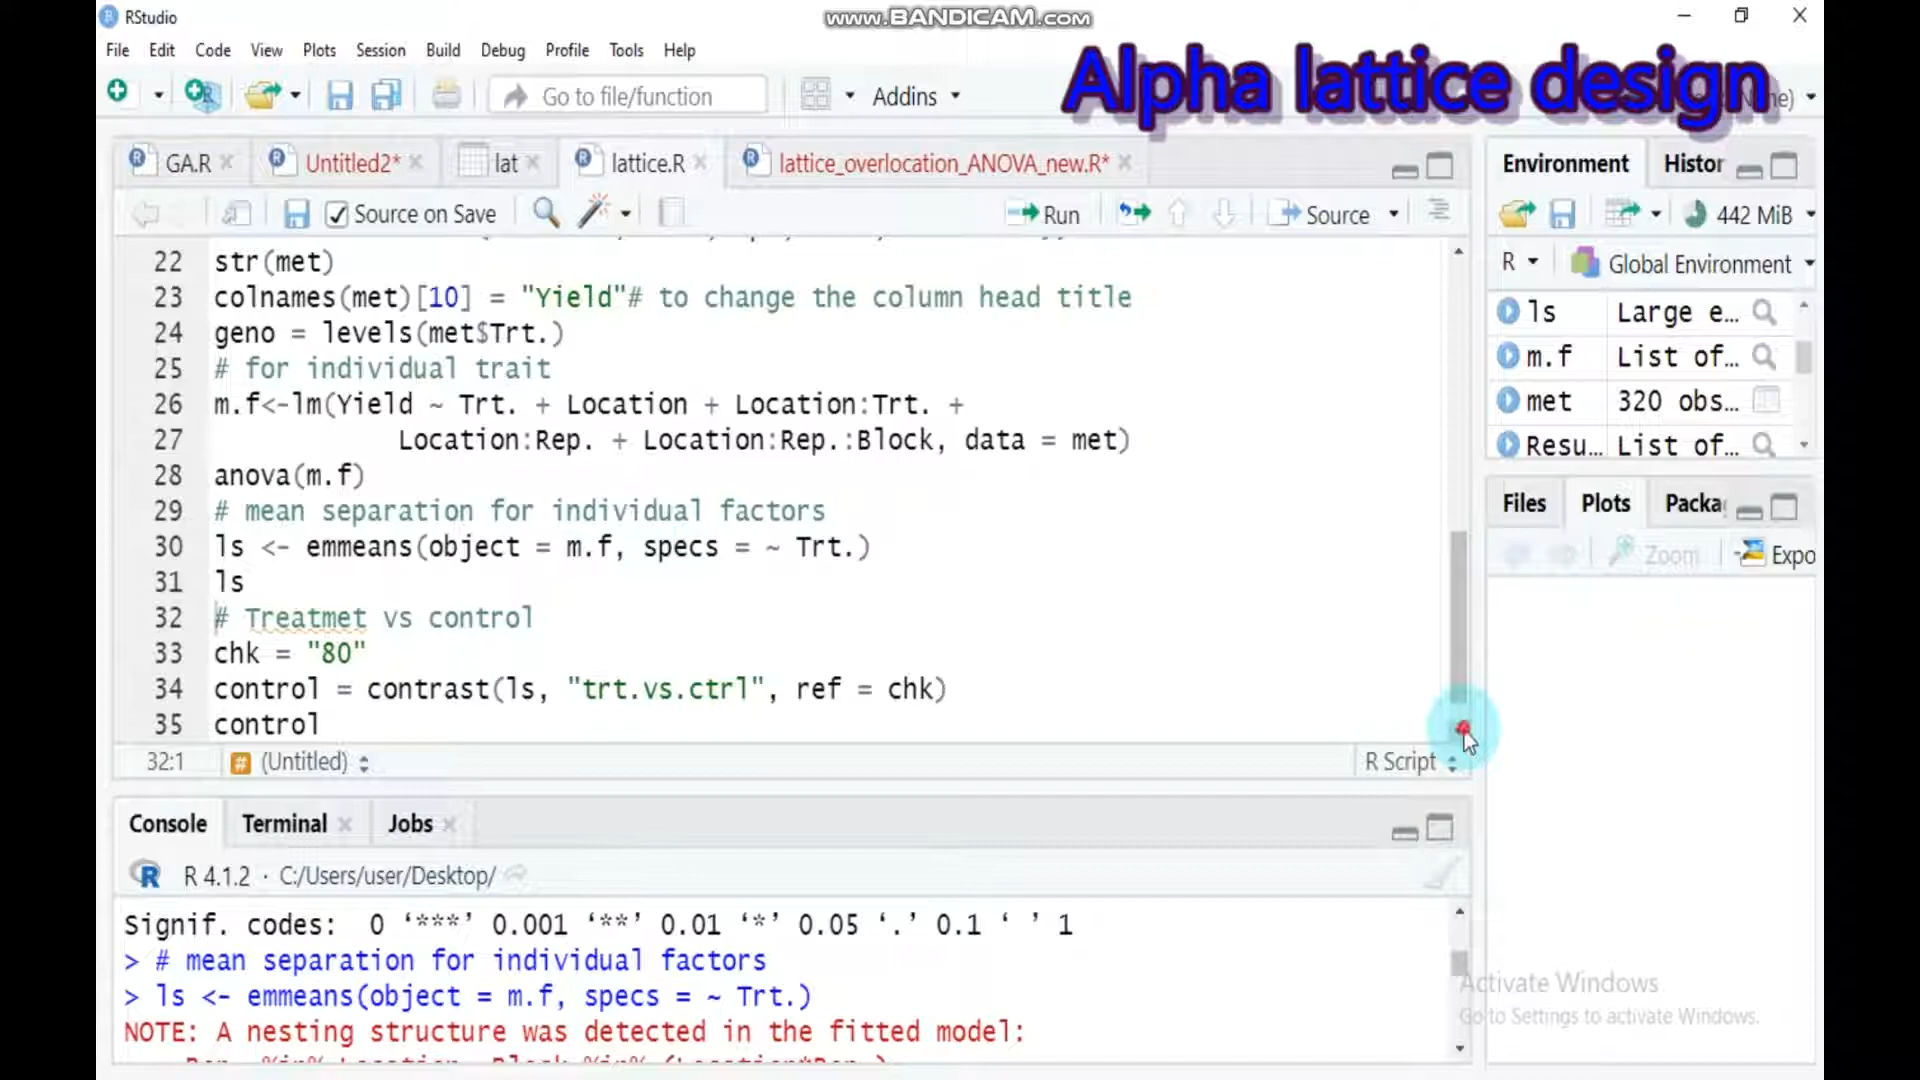 RStudio
www.BANDICAM.com
File Edit Code View Plots Session Build Debug Profile Tools Help
Alpha lattice design
Go to file/function
Addins
GA.R
Untitled2*
lat
lattice.R
lattice_overlocation_ANOVA_new.R*
Source on Save
Run
Source
22 str(met)
23 colnames(met)[10] = "Yield"# to change the column head title
24 geno = levels(met$Trt.)
25 # for individual trait
26 m.f<-lm(Yield ~ Trt. + Location + Location:Trt. +
27 Location:Rep. + Location:Rep.:Block, data = met)
28 anova(m.f)
29 # mean separation for individual factors
30 ls <- emmeans(object = m.f, specs = ~ Trt.)
31 ls
32 # Treatmet vs control
33 chk = "80"
34 control = contrast(ls, "trt.vs.ctrl", ref = chk)
35 control
32:1 (Untitled) R Script
Console Terminal Jobs
R 4.1.2 · C:/Users/user/Desktop/
Signif. codes: 0 ‘***’ 0.001 ‘**’ 0.01 ‘*’ 0.05 ‘.’ 0.1 ‘ ’ 1
> # mean separation for individual factors
> ls <- emmeans(object = m.f, specs = ~ Trt.)
NOTE: A nesting structure was detected in the fitted model:
Environment Histor
442 MiB
R Global Environment
ls Large e...
m.f List of...
met 320 obs...
Resu... List of...
Files Plots Packa
Zoom Expo
Activate Windows
Go to Settings to activate Windows.